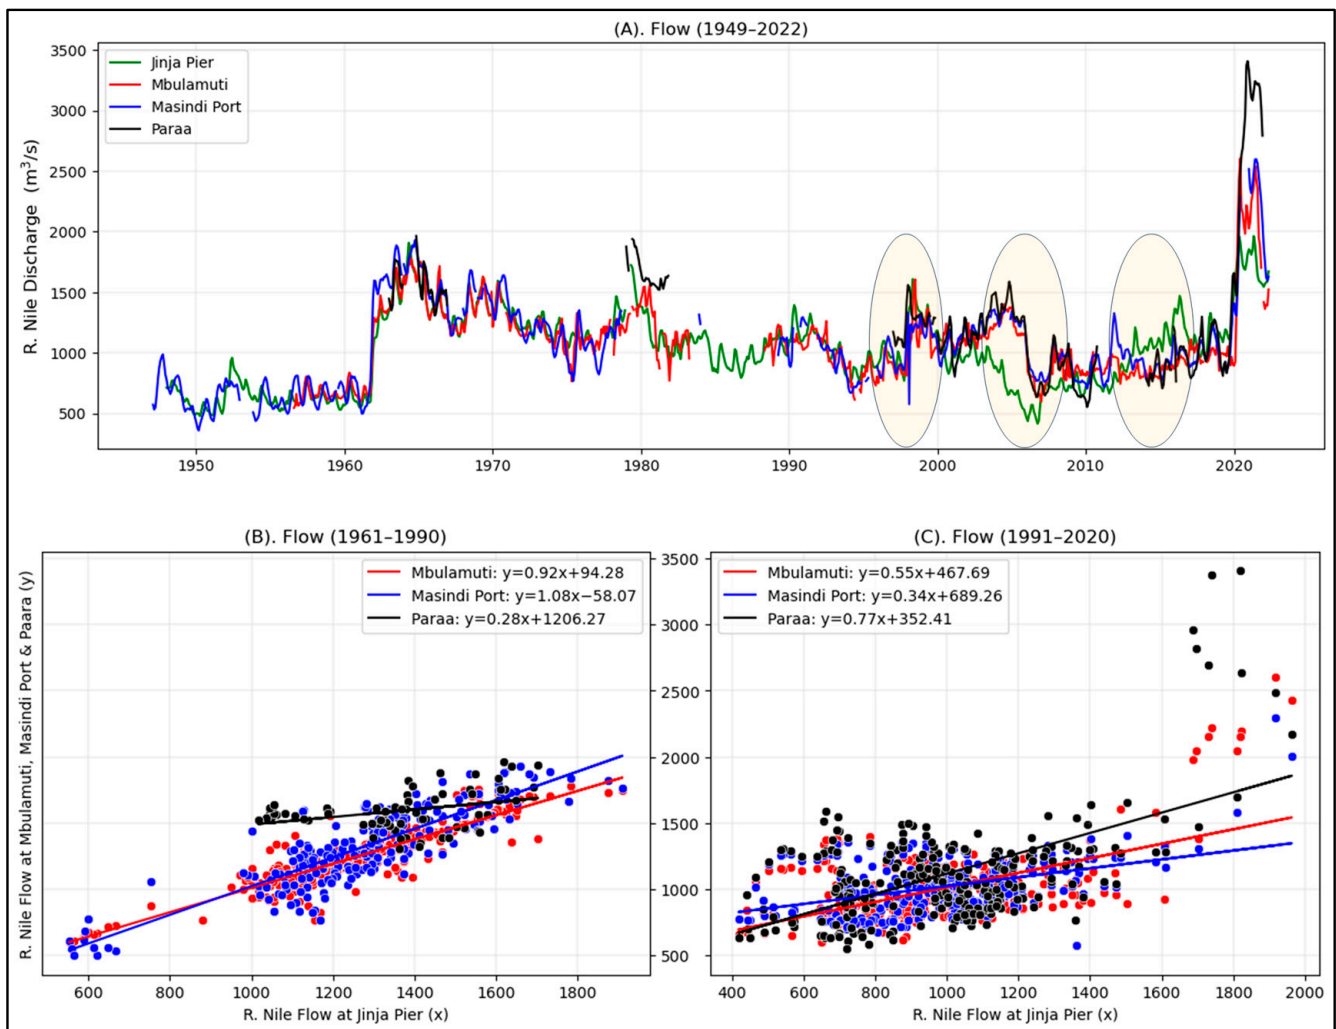 (A). Flow (1949–2022)
R. Nile Discharge (m³/s)
3500
3000
2500
2000
1500
1000
500
Jinja Pier
Mbulamuti
Masindi Port
Paraa
1950 1960 1970 1980 1990 2000 2010 2020
(B). Flow (1961–1990)
R. Nile Flow at Mbulamuti, Masindi Port & Paara (y)
Mbulamuti: y=0.92x+94.28
Masindi Port: y=1.08x−58.07
Paraa: y=0.28x+1206.27
600 800 1000 1200 1400 1600 1800
R. Nile Flow at Jinja Pier (x)
(C). Flow (1991–2020)
3500
3000
2500
2000
1500
1000
500
Mbulamuti: y=0.55x+467.69
Masindi Port: y=0.34x+689.26
Paraa: y=0.77x+352.41
400 600 800 1000 1200 1400 1600 1800 2000
R. Nile Flow at Jinja Pier (x)